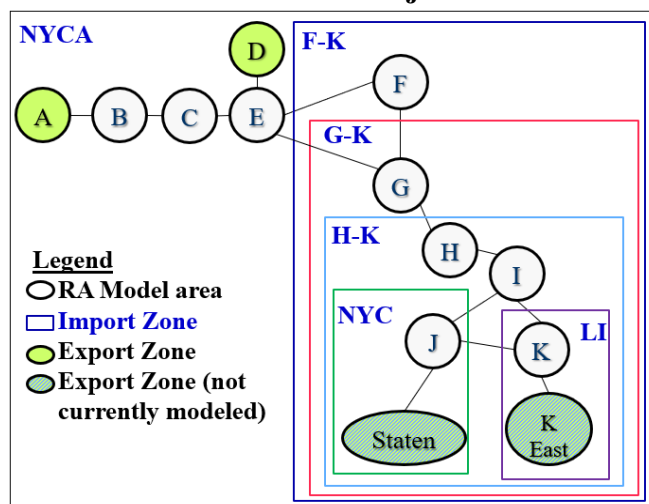 NYCA
D
F-K
F
A
B
C
E
G-K
G
H-K
H
I
Legend
RA Model area
Import Zone
Export Zone
Export Zone (not
currently modeled)
NYC
LI
J
K
Staten
K
East